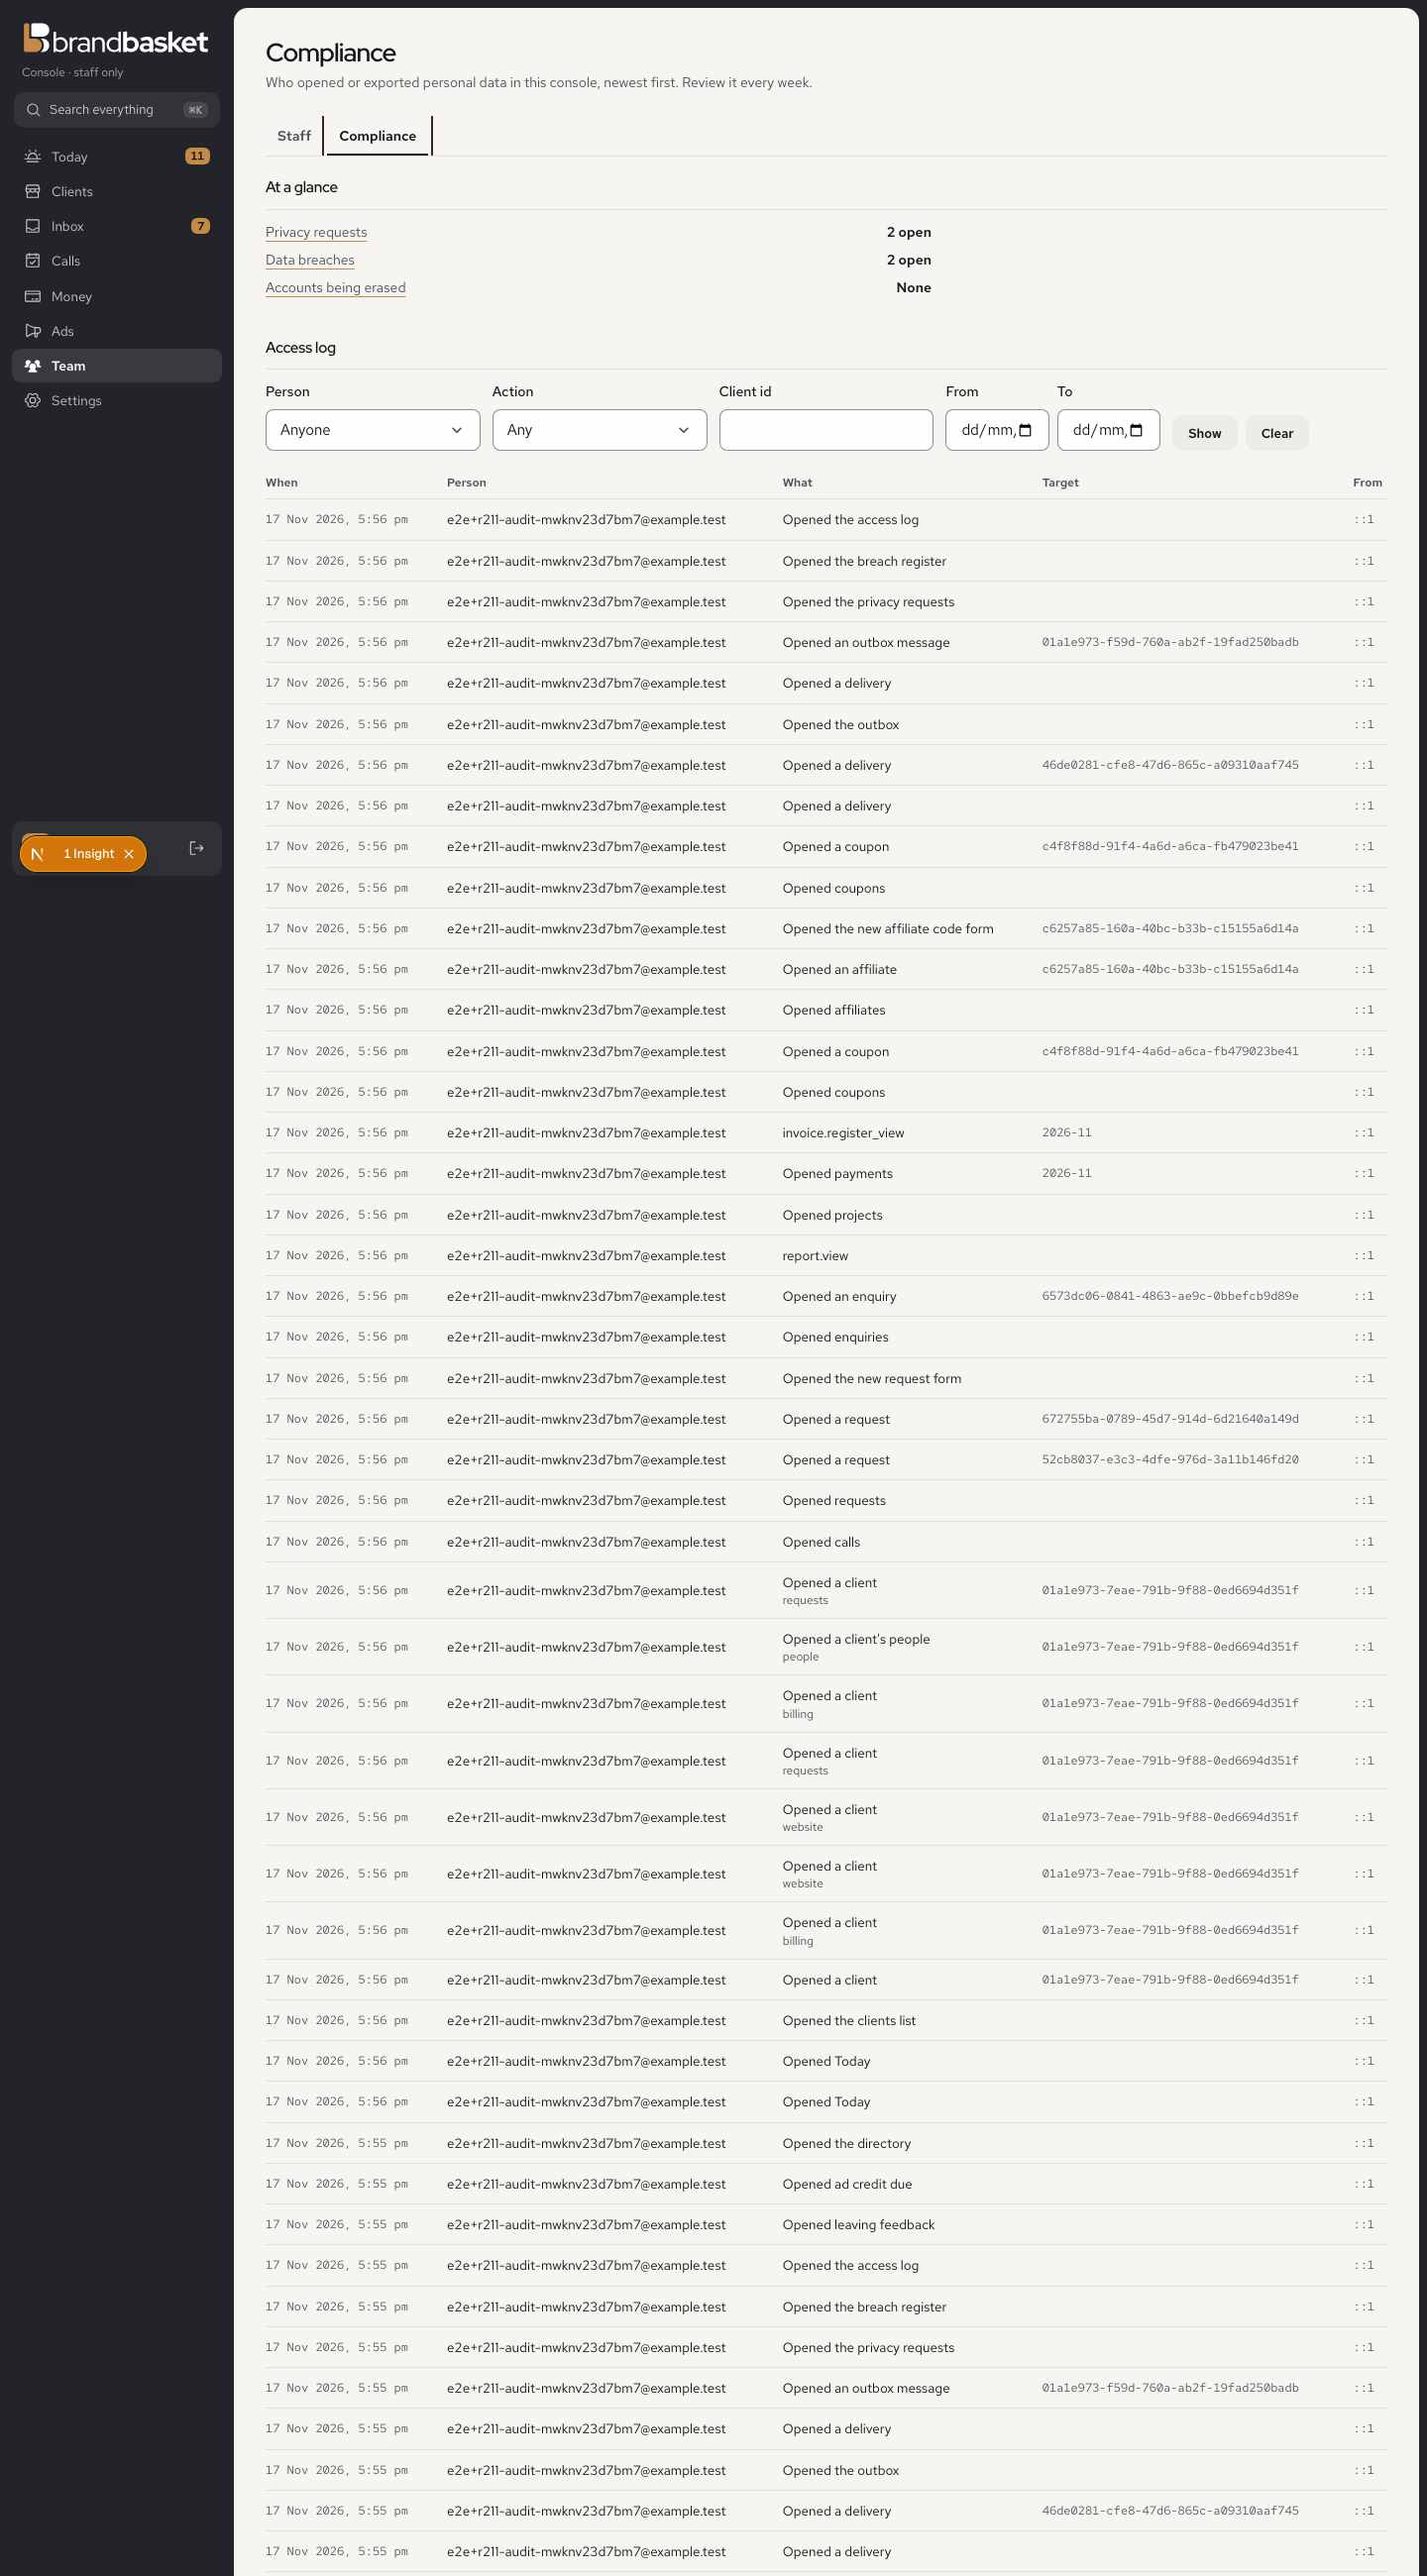 brandbasket
Console · staff only
Search everything ⌘K
Today 11
Clients
Inbox 7
Calls
Money
Ads
Team
Settings
1 Insight
Compliance
Who opened or exported personal data in this console, newest first. Review it every week.
Staff Compliance
At a glance
Privacy requests 2 open
Data breaches 2 open
Accounts being erased None
Access log
Person Action Client id From To
Anyone Any dd/mm, dd/mm, Show Clear
When Person What Target From
17 Nov 2026, 5:56 pm e2e+r211-audit-mwknv23d7bm7@example.test Opened the access log ::1
17 Nov 2026, 5:56 pm e2e+r211-audit-mwknv23d7bm7@example.test Opened the breach register ::1
17 Nov 2026, 5:56 pm e2e+r211-audit-mwknv23d7bm7@example.test Opened the privacy requests ::1
17 Nov 2026, 5:56 pm e2e+r211-audit-mwknv23d7bm7@example.test Opened an outbox message 01a1e973-f59d-760a-ab2f-19fad250badb ::1
17 Nov 2026, 5:56 pm e2e+r211-audit-mwknv23d7bm7@example.test Opened a delivery ::1
17 Nov 2026, 5:56 pm e2e+r211-audit-mwknv23d7bm7@example.test Opened the outbox ::1
17 Nov 2026, 5:56 pm e2e+r211-audit-mwknv23d7bm7@example.test Opened a delivery 46de0281-cfe8-47d6-865c-a09310aaf745 ::1
17 Nov 2026, 5:56 pm e2e+r211-audit-mwknv23d7bm7@example.test Opened a delivery ::1
17 Nov 2026, 5:56 pm e2e+r211-audit-mwknv23d7bm7@example.test Opened a coupon c4f8f88d-91f4-4a6d-a6ca-fb479023be41 ::1
17 Nov 2026, 5:56 pm e2e+r211-audit-mwknv23d7bm7@example.test Opened coupons ::1
17 Nov 2026, 5:56 pm e2e+r211-audit-mwknv23d7bm7@example.test Opened the new affiliate code form c6257a85-160a-40bc-b33b-c15155a6d14a ::1
17 Nov 2026, 5:56 pm e2e+r211-audit-mwknv23d7bm7@example.test Opened an affiliate c6257a85-160a-40bc-b33b-c15155a6d14a ::1
17 Nov 2026, 5:56 pm e2e+r211-audit-mwknv23d7bm7@example.test Opened affiliates ::1
17 Nov 2026, 5:56 pm e2e+r211-audit-mwknv23d7bm7@example.test Opened a coupon c4f8f88d-91f4-4a6d-a6ca-fb479023be41 ::1
17 Nov 2026, 5:56 pm e2e+r211-audit-mwknv23d7bm7@example.test Opened coupons ::1
17 Nov 2026, 5:56 pm e2e+r211-audit-mwknv23d7bm7@example.test invoice.register_view 2026-11 ::1
17 Nov 2026, 5:56 pm e2e+r211-audit-mwknv23d7bm7@example.test Opened payments 2026-11 ::1
17 Nov 2026, 5:56 pm e2e+r211-audit-mwknv23d7bm7@example.test Opened projects ::1
17 Nov 2026, 5:56 pm e2e+r211-audit-mwknv23d7bm7@example.test report.view ::1
17 Nov 2026, 5:56 pm e2e+r211-audit-mwknv23d7bm7@example.test Opened an enquiry 6573dc06-0841-4863-ae9c-0bbefcb9d89e ::1
17 Nov 2026, 5:56 pm e2e+r211-audit-mwknv23d7bm7@example.test Opened enquiries ::1
17 Nov 2026, 5:56 pm e2e+r211-audit-mwknv23d7bm7@example.test Opened the new request form ::1
17 Nov 2026, 5:56 pm e2e+r211-audit-mwknv23d7bm7@example.test Opened a request 672755ba-0789-45d7-914d-6d21640a149d ::1
17 Nov 2026, 5:56 pm e2e+r211-audit-mwknv23d7bm7@example.test Opened a request 52cb8037-e3c3-4dfe-976d-3a11b146fd20 ::1
17 Nov 2026, 5:56 pm e2e+r211-audit-mwknv23d7bm7@example.test Opened requests ::1
17 Nov 2026, 5:56 pm e2e+r211-audit-mwknv23d7bm7@example.test Opened calls ::1
17 Nov 2026, 5:56 pm e2e+r211-audit-mwknv23d7bm7@example.test Opened a client 01a1e973-7eae-791b-9f88-0ed6694d351f ::1
requests
17 Nov 2026, 5:56 pm e2e+r211-audit-mwknv23d7bm7@example.test Opened a client's people 01a1e973-7eae-791b-9f88-0ed6694d351f ::1
people
17 Nov 2026, 5:56 pm e2e+r211-audit-mwknv23d7bm7@example.test Opened a client 01a1e973-7eae-791b-9f88-0ed6694d351f ::1
billing
17 Nov 2026, 5:56 pm e2e+r211-audit-mwknv23d7bm7@example.test Opened a client 01a1e973-7eae-791b-9f88-0ed6694d351f ::1
requests
17 Nov 2026, 5:56 pm e2e+r211-audit-mwknv23d7bm7@example.test Opened a client 01a1e973-7eae-791b-9f88-0ed6694d351f ::1
website
17 Nov 2026, 5:56 pm e2e+r211-audit-mwknv23d7bm7@example.test Opened a client 01a1e973-7eae-791b-9f88-0ed6694d351f ::1
website
17 Nov 2026, 5:56 pm e2e+r211-audit-mwknv23d7bm7@example.test Opened a client 01a1e973-7eae-791b-9f88-0ed6694d351f ::1
billing
17 Nov 2026, 5:56 pm e2e+r211-audit-mwknv23d7bm7@example.test Opened a client 01a1e973-7eae-791b-9f88-0ed6694d351f ::1
17 Nov 2026, 5:56 pm e2e+r211-audit-mwknv23d7bm7@example.test Opened the clients list ::1
17 Nov 2026, 5:56 pm e2e+r211-audit-mwknv23d7bm7@example.test Opened Today ::1
17 Nov 2026, 5:56 pm e2e+r211-audit-mwknv23d7bm7@example.test Opened Today ::1
17 Nov 2026, 5:55 pm e2e+r211-audit-mwknv23d7bm7@example.test Opened the directory ::1
17 Nov 2026, 5:55 pm e2e+r211-audit-mwknv23d7bm7@example.test Opened ad credit due ::1
17 Nov 2026, 5:55 pm e2e+r211-audit-mwknv23d7bm7@example.test Opened leaving feedback ::1
17 Nov 2026, 5:55 pm e2e+r211-audit-mwknv23d7bm7@example.test Opened the access log ::1
17 Nov 2026, 5:55 pm e2e+r211-audit-mwknv23d7bm7@example.test Opened the breach register ::1
17 Nov 2026, 5:55 pm e2e+r211-audit-mwknv23d7bm7@example.test Opened the privacy requests ::1
17 Nov 2026, 5:55 pm e2e+r211-audit-mwknv23d7bm7@example.test Opened an outbox message 01a1e973-f59d-760a-ab2f-19fad250badb ::1
17 Nov 2026, 5:55 pm e2e+r211-audit-mwknv23d7bm7@example.test Opened a delivery ::1
17 Nov 2026, 5:55 pm e2e+r211-audit-mwknv23d7bm7@example.test Opened the outbox ::1
17 Nov 2026, 5:55 pm e2e+r211-audit-mwknv23d7bm7@example.test Opened a delivery 46de0281-cfe8-47d6-865c-a09310aaf745 ::1
17 Nov 2026, 5:55 pm e2e+r211-audit-mwknv23d7bm7@example.test Opened a delivery ::1